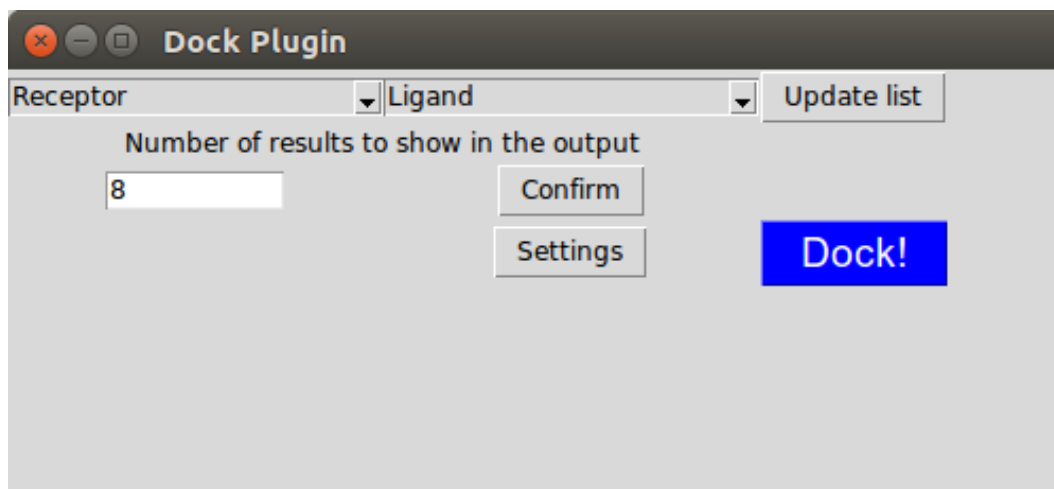 Dock Plugin
Receptor Ligand Update list
Number of results to show in the output
8 Confirm
Settings Dock!